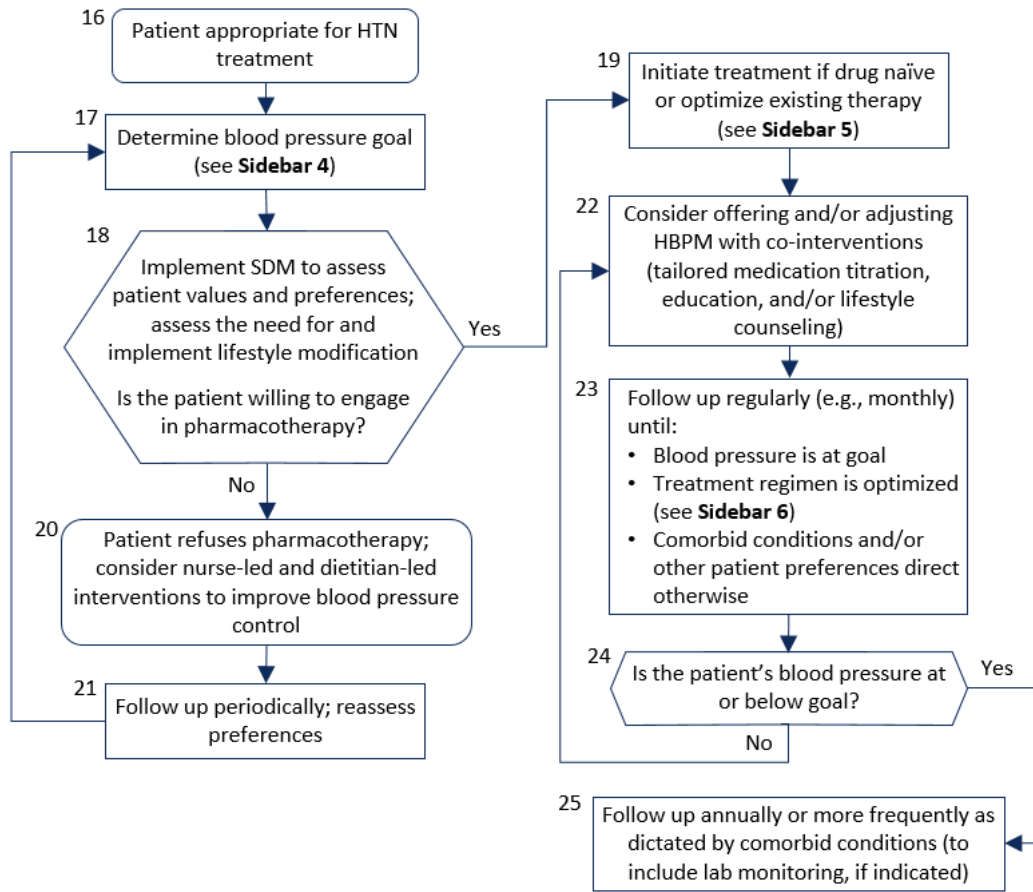 16
Patient appropriate for HTN
treatment
17
Determine blood pressure goal
(see Sidebar 4)
18
Implement SDM to assess
patient values and preferences;
assess the need for and
implement lifestyle modification
Is the patient willing to engage
in pharmacotherapy?
Yes
No
20
Patient refuses pharmacotherapy;
consider nurse-led and dietitian-led
interventions to improve blood pressure
control
21
Follow up periodically; reassess
preferences
19
Initiate treatment if drug naïve
or optimize existing therapy
(see Sidebar 5)
22
Consider offering and/or adjusting
HBPM with co-interventions
(tailored medication titration,
education, and/or lifestyle
counseling)
23
Follow up regularly (e.g., monthly)
until:
• Blood pressure is at goal
• Treatment regimen is optimized
(see Sidebar 6)
• Comorbid conditions and/or
other patient preferences direct
otherwise
24
Is the patient's blood pressure at
or below goal?
Yes
No
25
Follow up annually or more frequently as
dictated by comorbid conditions (to
include lab monitoring, if indicated)